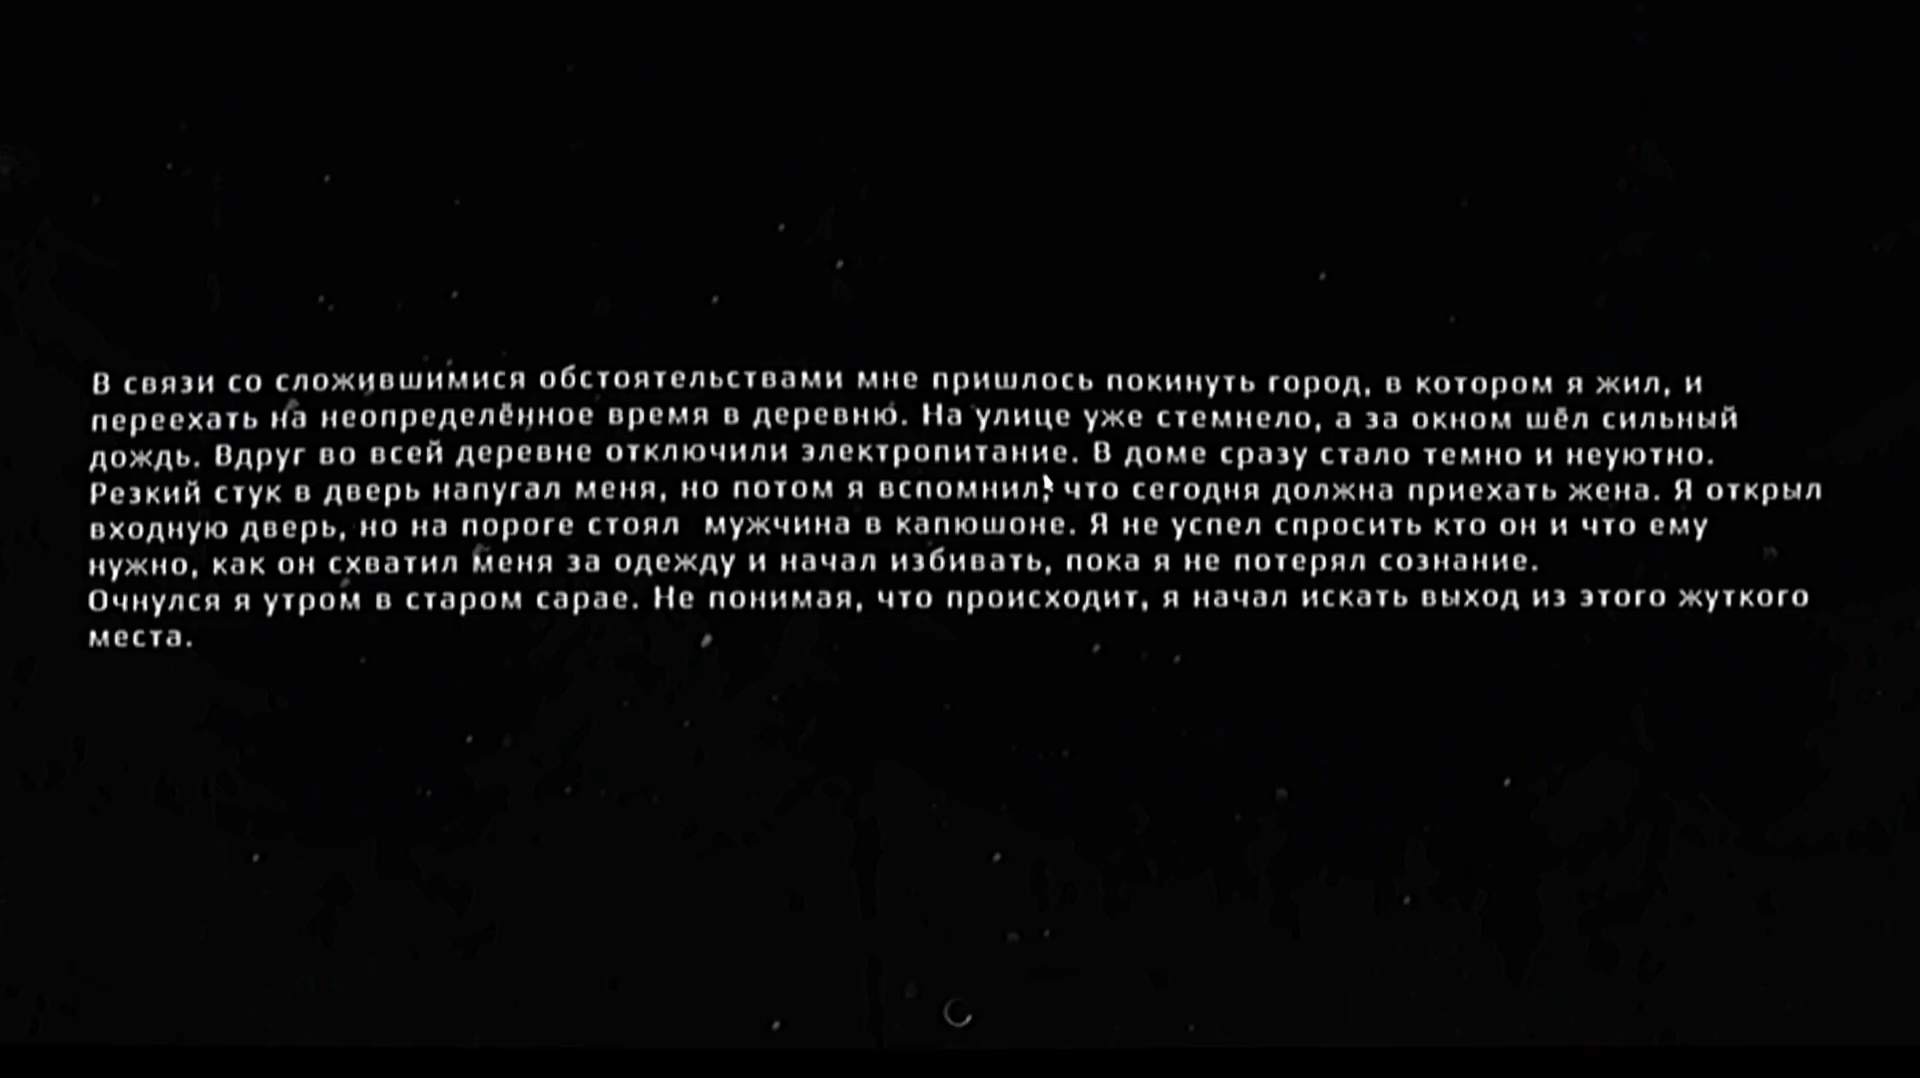 В связи со сложившимися обстоятельствами мне пришлось покинуть город, в котором я жил, и
переехать на неопределённое время в деревню. На улице уже стемнело, а за окном шёл сильный
дождь. Вдруг во всей деревне отключили электропитание. В доме сразу стало темно и неуютно.
Резкий стук в дверь напугал меня, но потом я вспомнил, что сегодня должна приехать жена. Я открыл
входную дверь, но на пороге стоял  мужчина в капюшоне. Я не успел спросить кто он и что ему
нужно, как он схватил меня за одежду и начал избивать, пока я не потерял сознание.
Очнулся я утром в старом сарае. Не понимая, что происходит, я начал искать выход из этого жуткого
места.